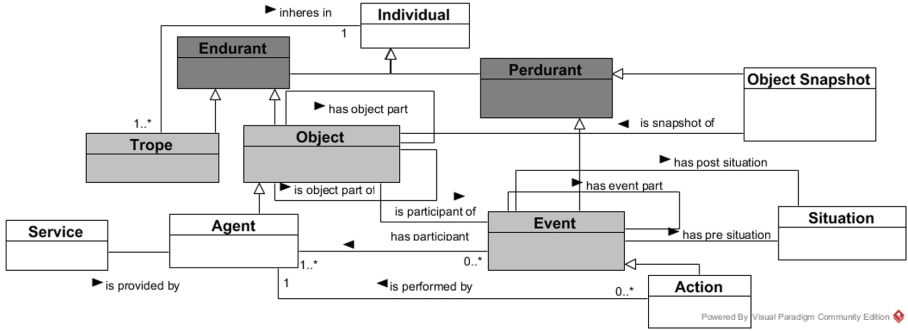 inheres in
Individual
1
Endurant
Perdurant
Object Snapshot
has object part
1..*
is snapshot of
Trope
Object
has post situation
is object part of
has event part
is participant of
Service
Agent
Event
Situation
has participant
has pre situation
1..*
0..*
is provided by
1
is performed by
0..*
Action
Powered By Visual Paradigm Community Edition